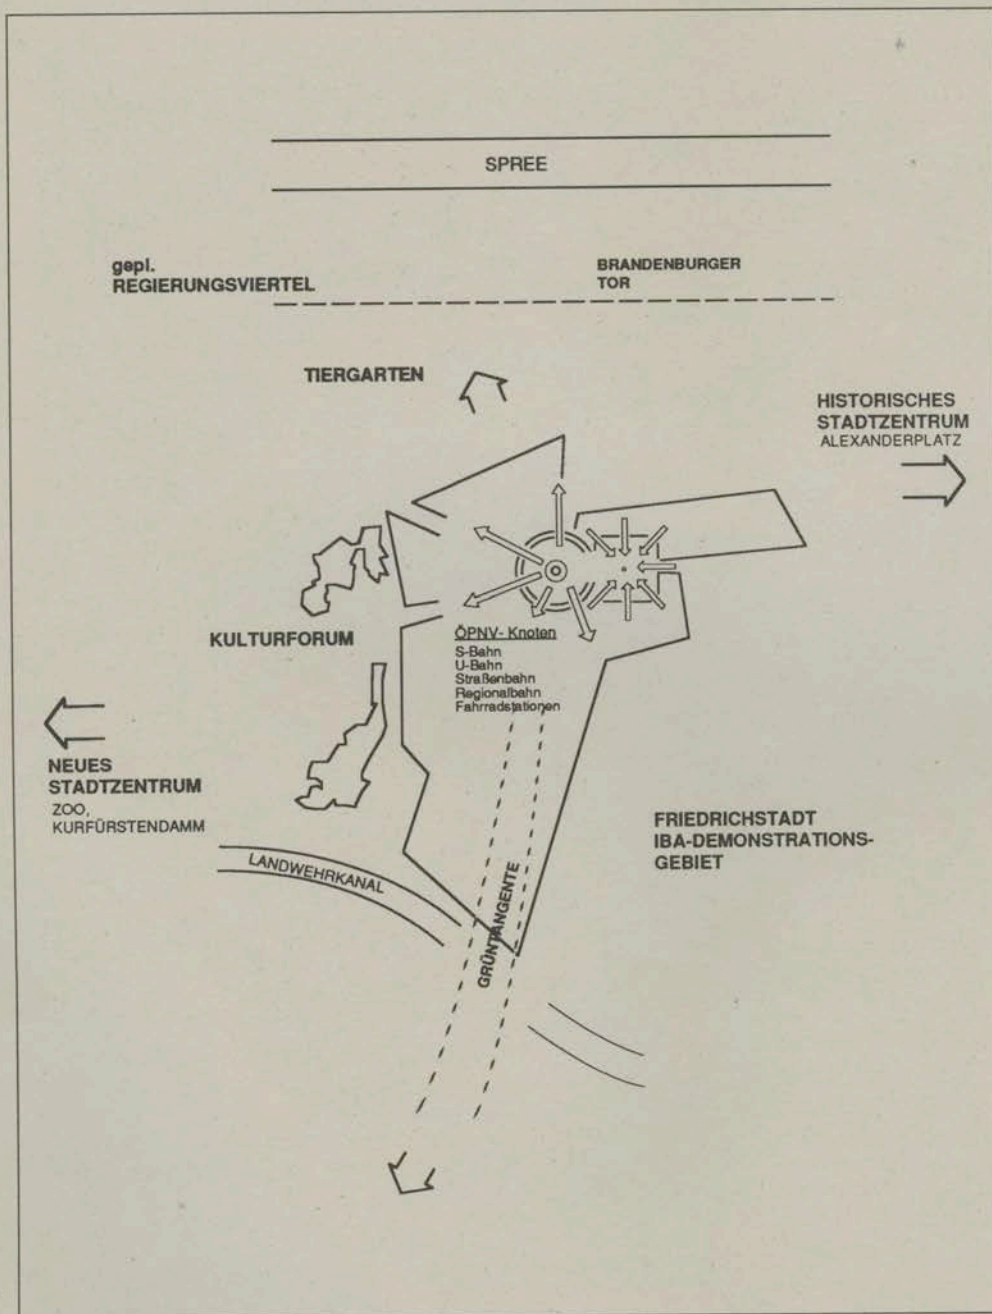 SPREE
gepl.
REGIERUNGSVIERTEL
BRANDENBURGER
TOR
TIERGARTEN
HISTORISCHES
STADTZENTRUM
ALEXANDERPLATZ
KULTURFORUM
ÖPNV- Knoten
S-Bahn
U-Bahn
Straßenbahn
Regionalbahn
Fahrradstationen
NEUES
STADTZENTRUM
ZOO,
KURFÜRSTENDAMM
FRIEDRICHSTADT
IBA-DEMONSTRATIONS-
GEBIET
LANDWEHRKANAL
GRÜNTANGENTE